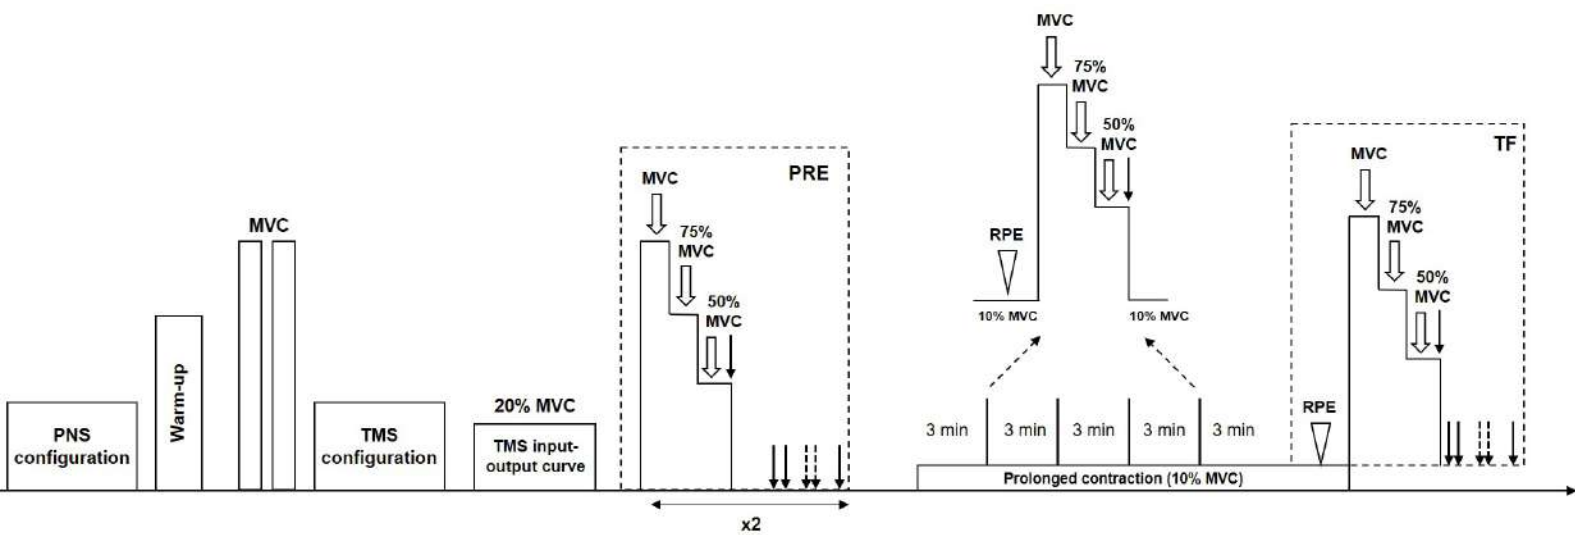 PNS
configuration
Warm-up
MVC
TMS
configuration
20% MVC
TMS input-
output curve
PRE
MVC
75%
MVC
50%
MVC
x2
MVC
75%
MVC
50%
MVC
RPE
10% MVC
10% MVC
3 min
3 min
3 min
3 min
3 min
Prolonged contraction (10% MVC)
TF
MVC
75%
MVC
50%
MVC
RPE